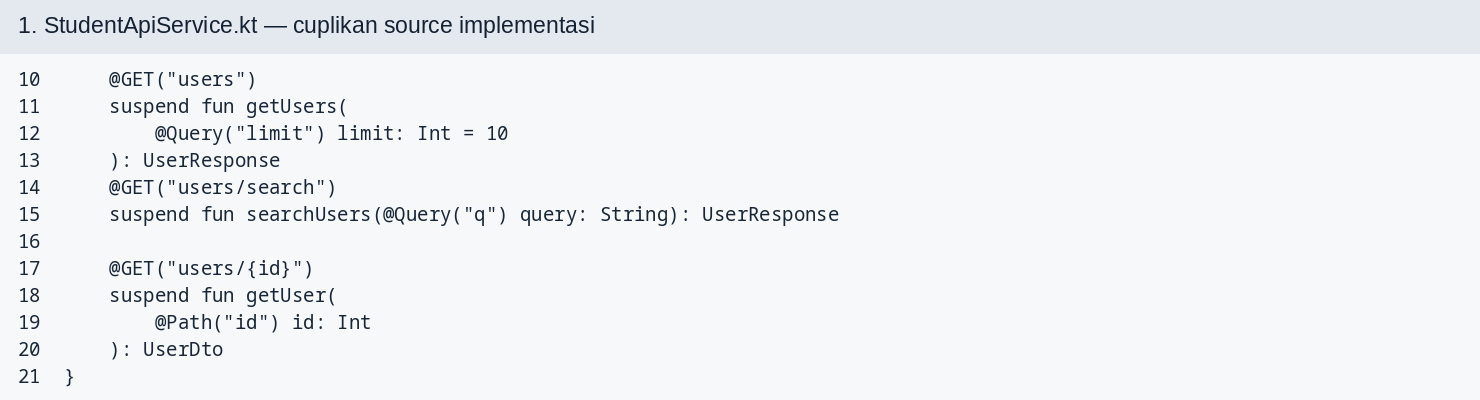 1. StudentApiService.kt — cuplikan source implementasi
10      @GET("users")
11      suspend fun getUsers(
12          @Query("limit") limit: Int = 10
13      ): UserResponse
14      @GET("users/search")
15      suspend fun searchUsers(@Query("q") query: String): UserResponse
16
17      @GET("users/{id}")
18      suspend fun getUser(
19          @Path("id") id: Int
20      ): UserDto
21  }